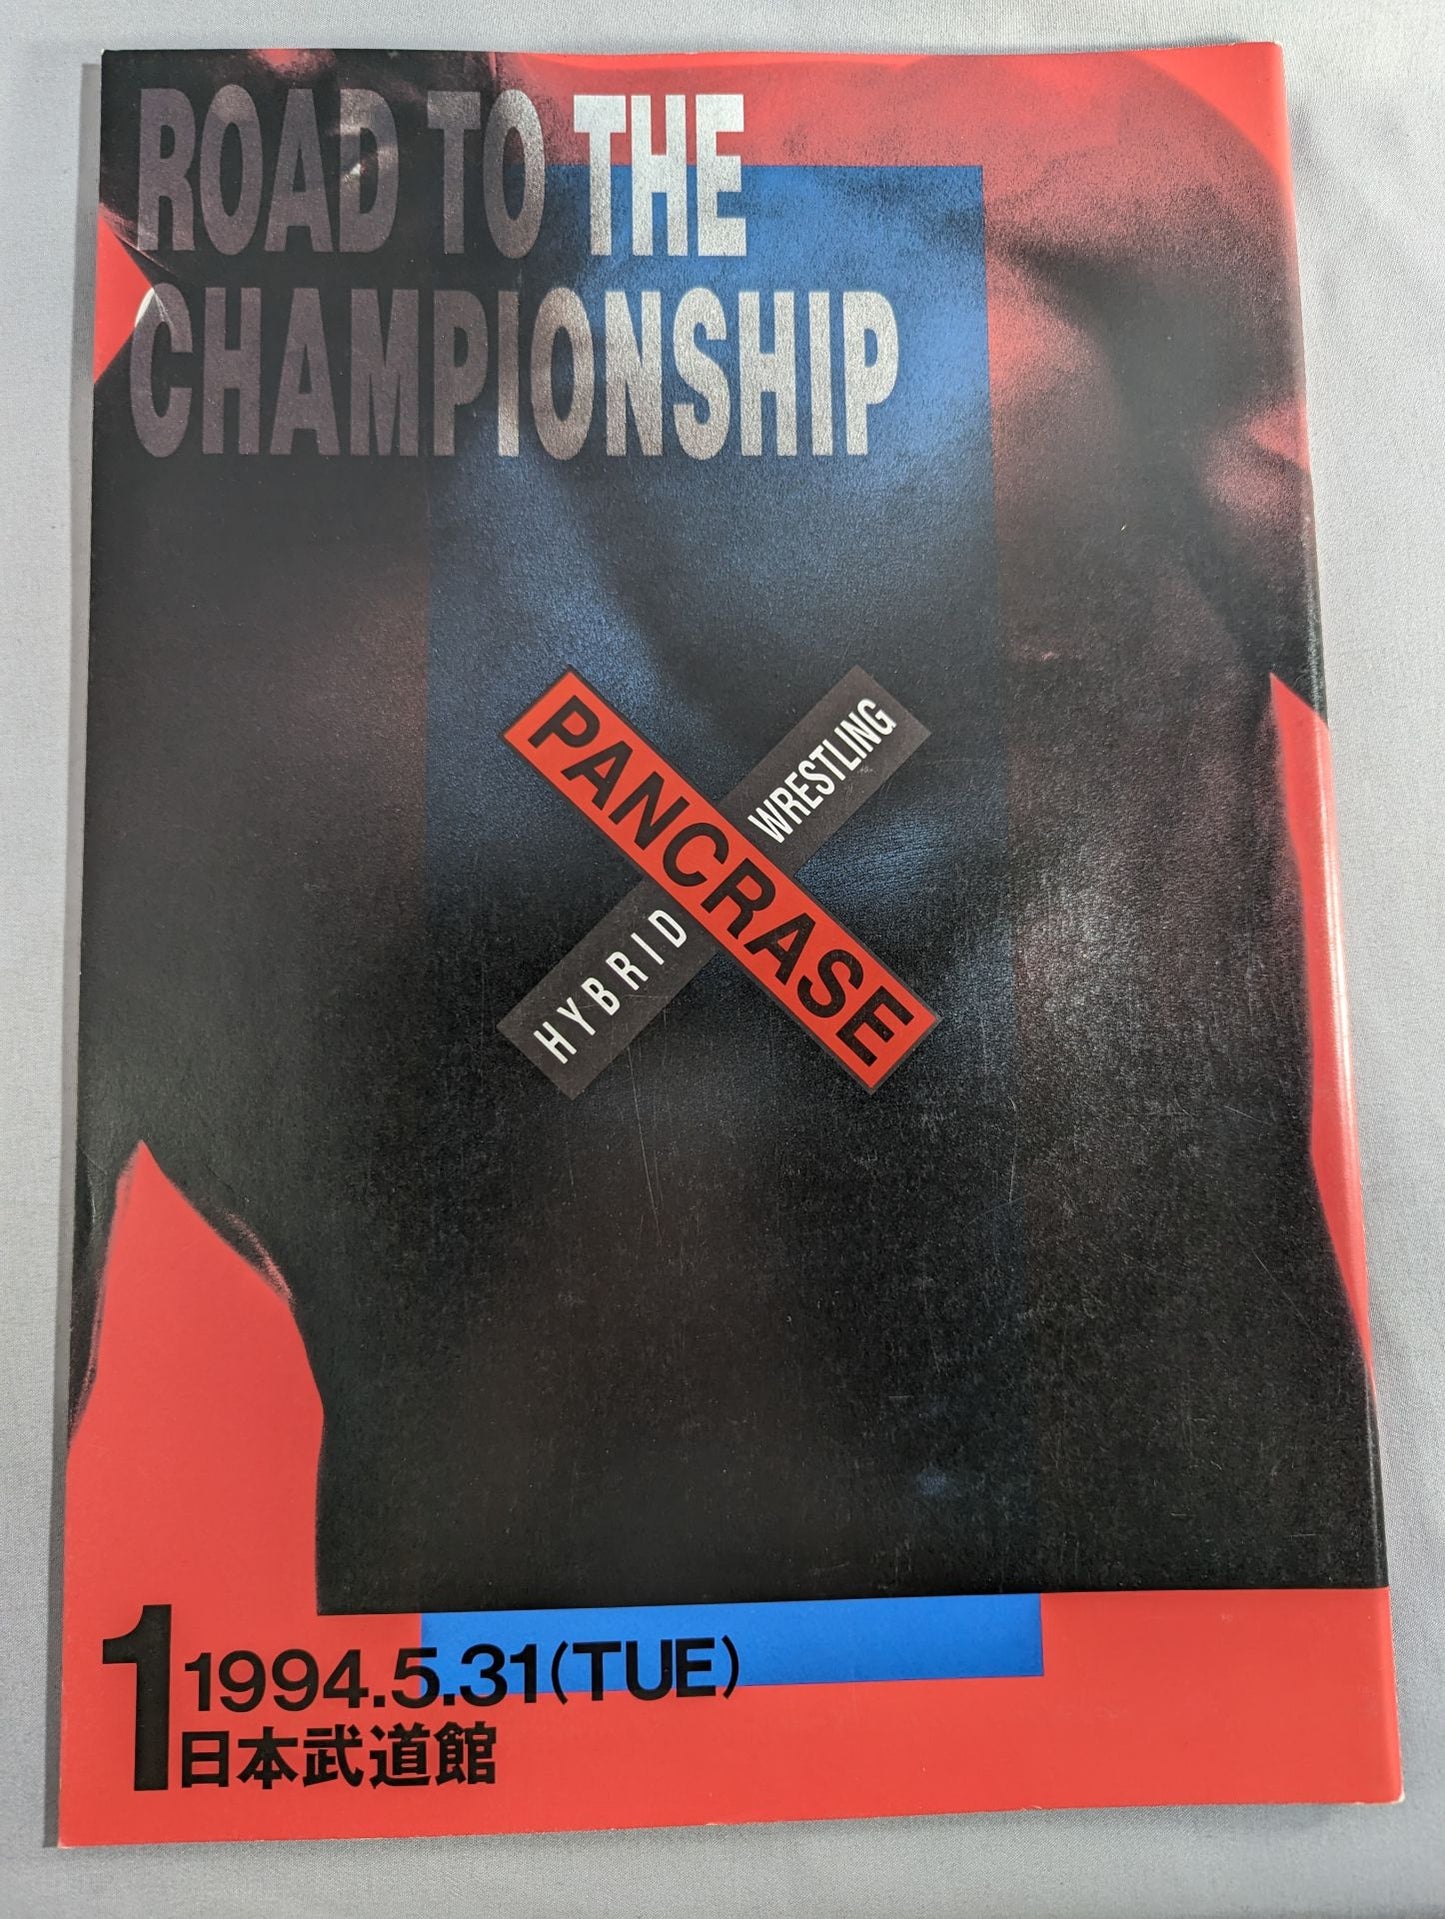 ROAD TO THE
CHAMPIONSHIP
PANCRASE
HYBRID WRESTLING
1
1994.5.31(TUE)
日本武道館